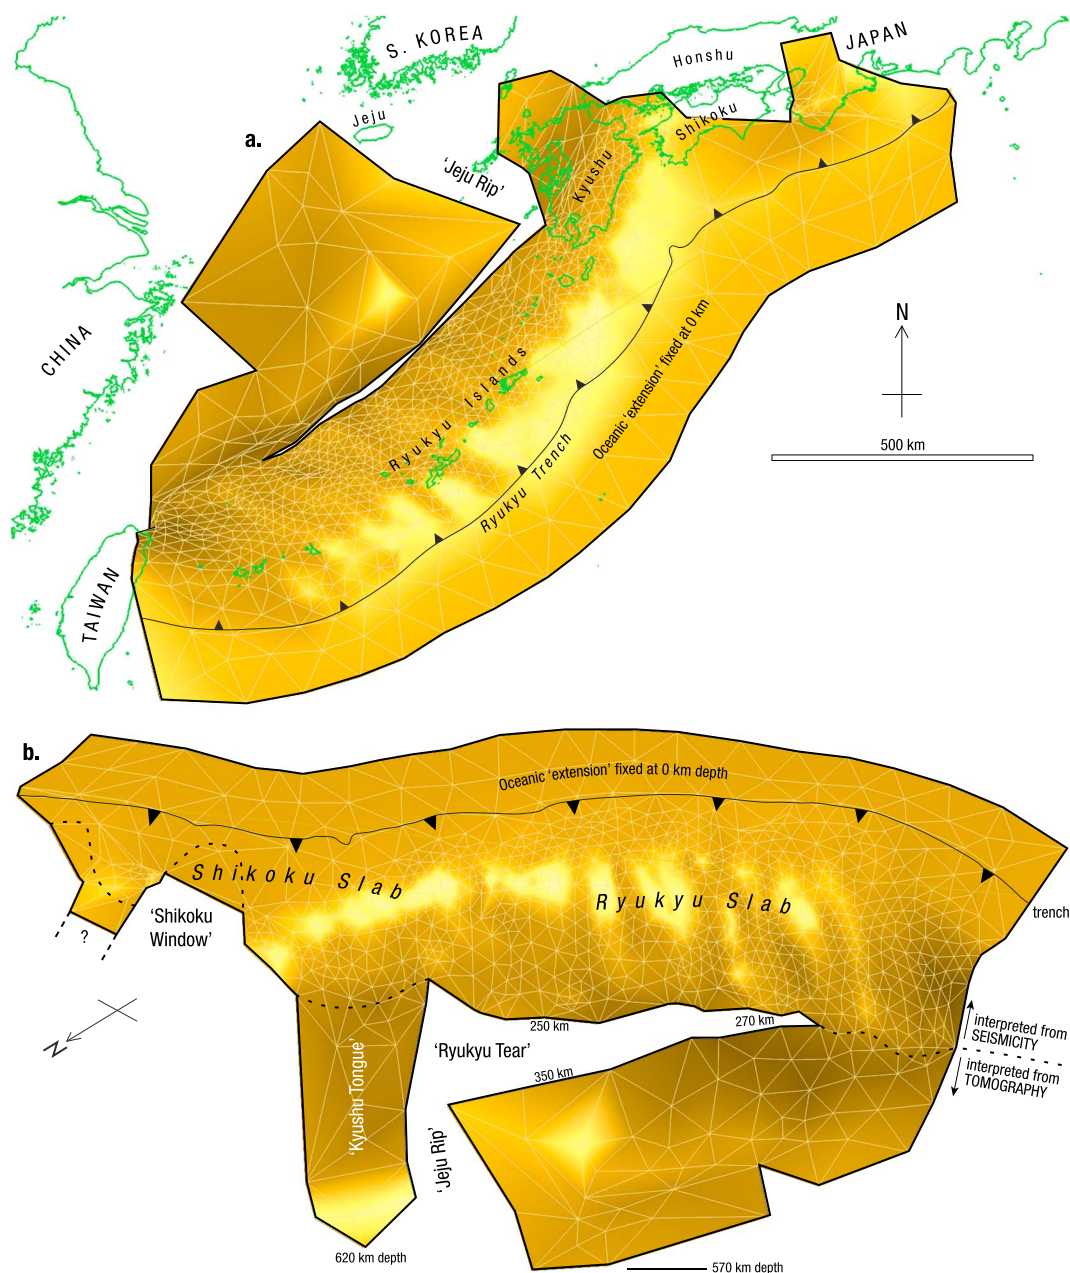 S. KOREA
JAPAN
Honshu
Jeju
Shikoku
a.
'Jeju Rip'
Kyushu
CHINA
N
Ryukyu Islands
Oceanic 'extension' fixed at 0 km
500 km
Ryukyu Trench
TAIWAN
b.
Oceanic 'extension' fixed at 0 km depth
Shikoku Slab
Ryukyu Slab
trench
'Shikoku
Window'
?
N
250 km
270 km
interpreted from
SEISMICITY
'Ryukyu Tear'
interpreted from
TOMOGRAPHY
350 km
'Kyushu Tongue'
'Jeju Rip'
620 km depth
570 km depth